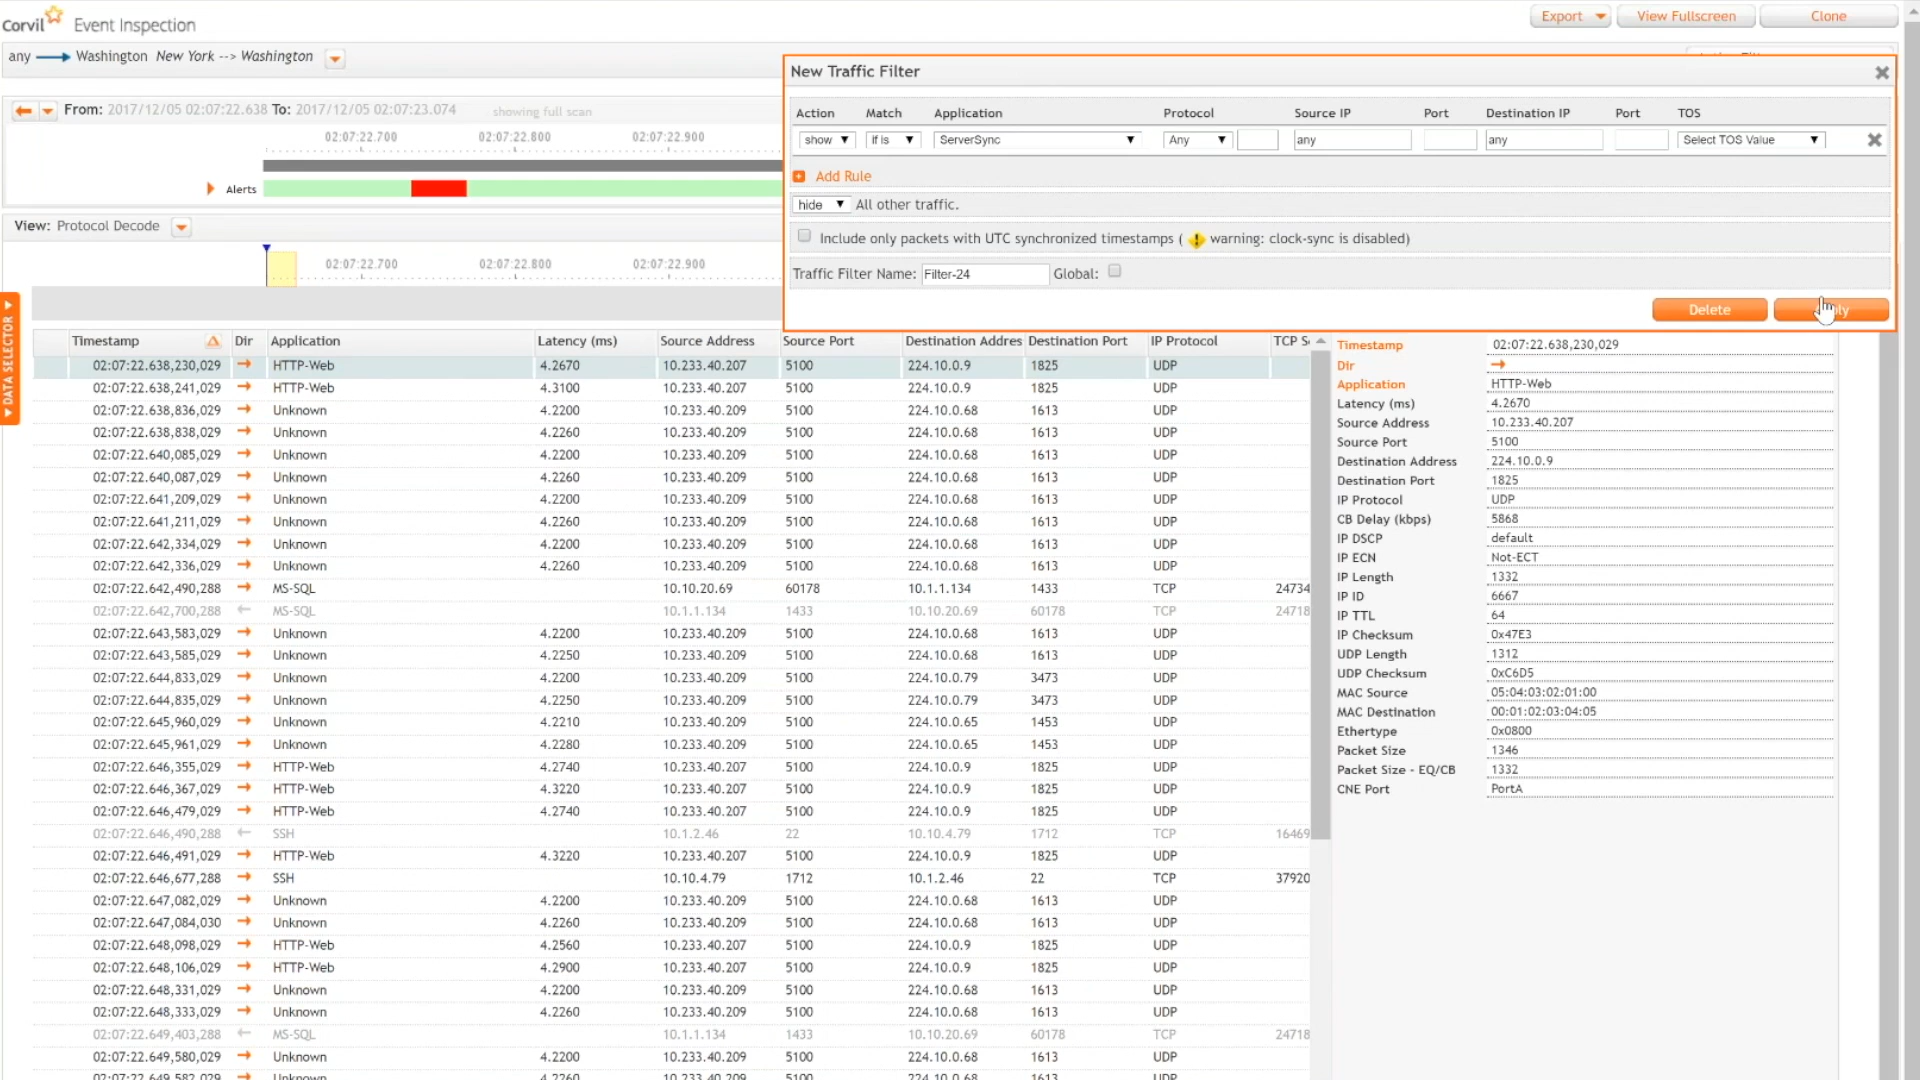 Corvil Event Inspection
Export View Fullscreen Clone
any Washington New York --> Washington
New Traffic Filter
From: 2017/12/05 02:07:22.638 To: 2017/12/05 02:07:23.074 showing full scan
Action Match Application Protocol Source IP Port Destination IP Port TOS
02:07:22.700 02:07:22.800 02:07:22.900
show if is ServerSync Any any any Select TOS Value
Add Rule
Alerts
hide All other traffic.
View: Protocol Decode
Include only packets with UTC synchronized timestamps ( warning: clock-sync is disabled)
02:07:22.700 02:07:22.800 02:07:22.900
Traffic Filter Name: Filter-24 Global:
Delete
DATA SELECTOR
Timestamp Dir Application Latency (ms) Source Address Source Port Destination Addres Destination Port IP Protocol TCP S
02:07:22.638,230,029 HTTP-Web 4.2670 10.233.40.207 5100 224.10.0.9 1825 UDP
02:07:22.638,241,029 HTTP-Web 4.3100 10.233.40.207 5100 224.10.0.9 1825 UDP
02:07:22.638,836,029 Unknown 4.2200 10.233.40.209 5100 224.10.0.68 1613 UDP
02:07:22.638,838,029 Unknown 4.2260 10.233.40.209 5100 224.10.0.68 1613 UDP
02:07:22.640,085,029 Unknown 4.2200 10.233.40.209 5100 224.10.0.68 1613 UDP
02:07:22.640,087,029 Unknown 4.2260 10.233.40.209 5100 224.10.0.68 1613 UDP
02:07:22.641,209,029 Unknown 4.2200 10.233.40.209 5100 224.10.0.68 1613 UDP
02:07:22.641,211,029 Unknown 4.2260 10.233.40.209 5100 224.10.0.68 1613 UDP
02:07:22.642,334,029 Unknown 4.2200 10.233.40.209 5100 224.10.0.68 1613 UDP
02:07:22.642,336,029 Unknown 4.2260 10.233.40.209 5100 224.10.0.68 1613 UDP
02:07:22.642,490,288 MS-SQL 10.10.20.69 60178 10.1.1.134 1433 TCP 24734
02:07:22.642,700,288 MS-SQL 10.1.1.134 1433 10.10.20.69 60178 TCP 24718
02:07:22.643,583,029 Unknown 4.2200 10.233.40.209 5100 224.10.0.68 1613 UDP
02:07:22.643,585,029 Unknown 4.2250 10.233.40.209 5100 224.10.0.68 1613 UDP
02:07:22.644,833,029 Unknown 4.2200 10.233.40.209 5100 224.10.0.79 3473 UDP
02:07:22.644,835,029 Unknown 4.2250 10.233.40.209 5100 224.10.0.79 3473 UDP
02:07:22.645,960,029 Unknown 4.2210 10.233.40.209 5100 224.10.0.65 1453 UDP
02:07:22.645,961,029 Unknown 4.2280 10.233.40.209 5100 224.10.0.65 1453 UDP
02:07:22.646,355,029 HTTP-Web 4.2740 10.233.40.207 5100 224.10.0.9 1825 UDP
02:07:22.646,367,029 HTTP-Web 4.3220 10.233.40.207 5100 224.10.0.9 1825 UDP
02:07:22.646,479,029 HTTP-Web 4.2740 10.233.40.207 5100 224.10.0.9 1825 UDP
02:07:22.646,490,288 SSH 10.1.2.46 22 10.10.4.79 1712 TCP 16469
02:07:22.646,491,029 HTTP-Web 4.3220 10.233.40.207 5100 224.10.0.9 1825 UDP
02:07:22.646,677,288 SSH 10.10.4.79 1712 10.1.2.46 22 TCP 37920
02:07:22.647,082,029 Unknown 4.2200 10.233.40.209 5100 224.10.0.68 1613 UDP
02:07:22.647,084,030 Unknown 4.2260 10.233.40.209 5100 224.10.0.68 1613 UDP
02:07:22.648,098,029 HTTP-Web 4.2560 10.233.40.207 5100 224.10.0.9 1825 UDP
02:07:22.648,106,029 HTTP-Web 4.2900 10.233.40.207 5100 224.10.0.9 1825 UDP
02:07:22.648,331,029 Unknown 4.2200 10.233.40.209 5100 224.10.0.68 1613 UDP
02:07:22.648,333,029 Unknown 4.2260 10.233.40.209 5100 224.10.0.68 1613 UDP
02:07:22.649,403,288 MS-SQL 10.1.1.134 1433 10.10.20.69 60178 TCP 24718
02:07:22.649,580,029 Unknown 4.2200 10.233.40.209 5100 224.10.0.68 1613 UDP
02:07:22.649,582,029 Unknown 4.2260 10.233.40.209 5100 224.10.0.68 1613 UDP
Timestamp 02:07:22.638,230,029
Dir
Application HTTP-Web
Latency (ms) 4.2670
Source Address 10.233.40.207
Source Port 5100
Destination Address 224.10.0.9
Destination Port 1825
IP Protocol UDP
CB Delay (kbps) 5868
IP DSCP default
IP ECN Not-ECT
IP Length 1332
IP ID 6667
IP TTL 64
IP Checksum 0x47E3
UDP Length 1312
UDP Checksum 0xC6D5
MAC Source 05:04:03:02:01:00
MAC Destination 00:01:02:03:04:05
Ethertype 0x0800
Packet Size 1346
Packet Size - EQ/CB 1332
CNE Port PortA